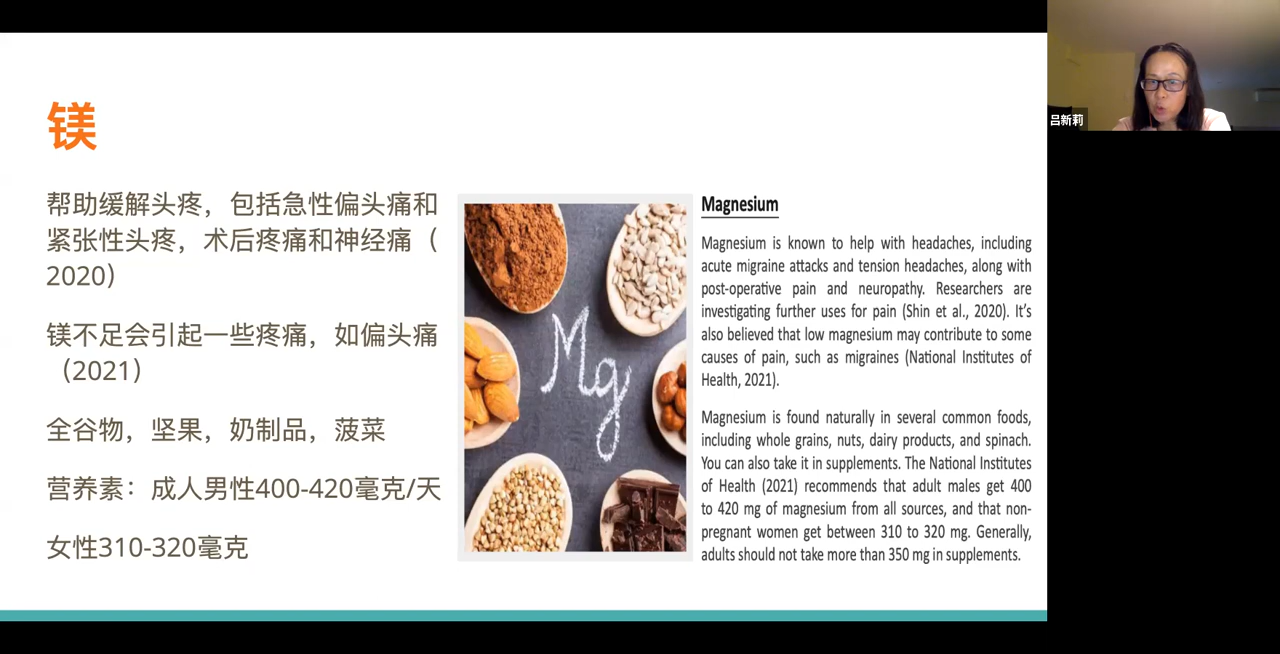 镁
帮助缓解头疼，包括急性偏头痛和
紧张性头疼，术后疼痛和神经痛（
2020）
镁不足会引起一些疼痛，如偏头痛
（2021）
全谷物，坚果，奶制品，菠菜
营养素：成人男性400-420毫克/天
女性310-320毫克
Mg
Magnesium
Magnesium is known to help with headaches, including
acute migraine attacks and tension headaches, along with
post-operative pain and neuropathy. Researchers are
investigating further uses for pain (Shin et al., 2020). It’s
also believed that low magnesium may contribute to some
causes of pain, such as migraines (National Institutes of
Health, 2021).
Magnesium is found naturally in several common foods,
including whole grains, nuts, dairy products, and spinach.
You can also take it in supplements. The National Institutes
of Health (2021) recommends that adult males get 400
to 420 mg of magnesium from all sources, and that non-
pregnant women get between 310 to 320 mg. Generally,
adults should not take more than 350 mg in supplements.
吕新莉